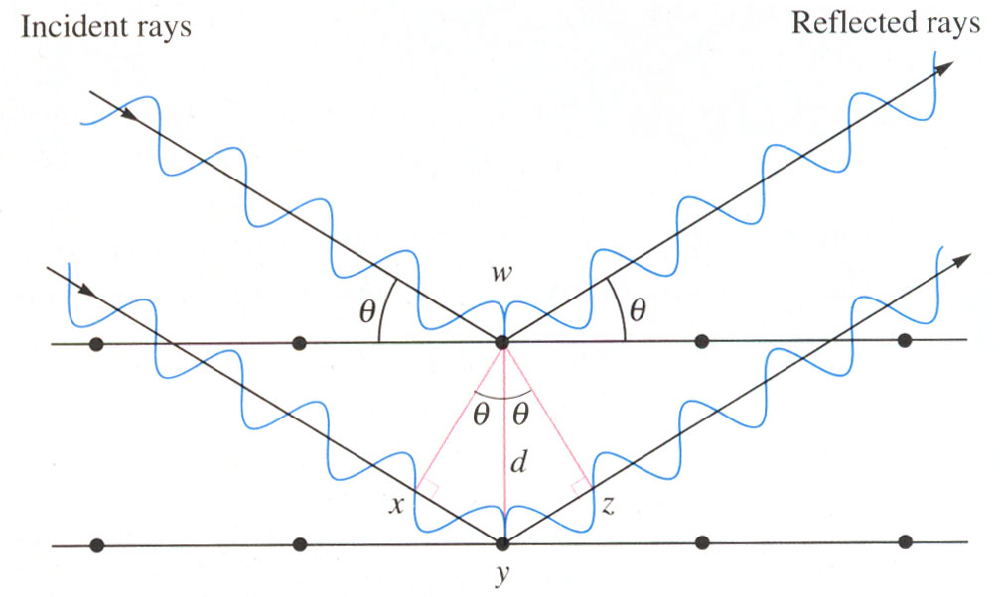 Incident rays
Reflected rays
w
θ
θ
θ
θ
d
x
z
y